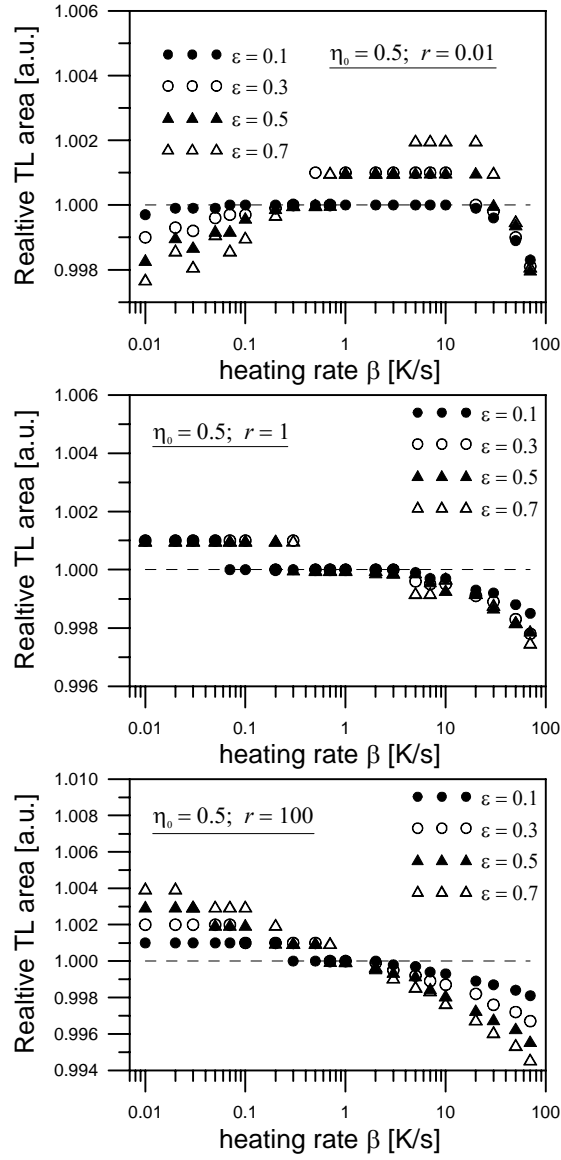 1.006
1.004
1.002
1.000
0.998
Realtive TL area [a.u.]
ε = 0.1
ε = 0.3
ε = 0.5
ε = 0.7
η₀ = 0.5; r = 0.01
0.01 0.1 1 10 100
heating rate β [K/s]
1.006
1.004
1.002
1.000
0.998
0.996
Realtive TL area [a.u.]
η₀ = 0.5; r = 1
ε = 0.1
ε = 0.3
ε = 0.5
ε = 0.7
0.01 0.1 1 10 100
heating rate β [K/s]
1.010
1.008
1.006
1.004
1.002
1.000
0.998
0.996
0.994
Realtive TL area [a.u.]
η₀ = 0.5; r = 100
ε = 0.1
ε = 0.3
ε = 0.5
ε = 0.7
0.01 0.1 1 10 100
heating rate β [K/s]